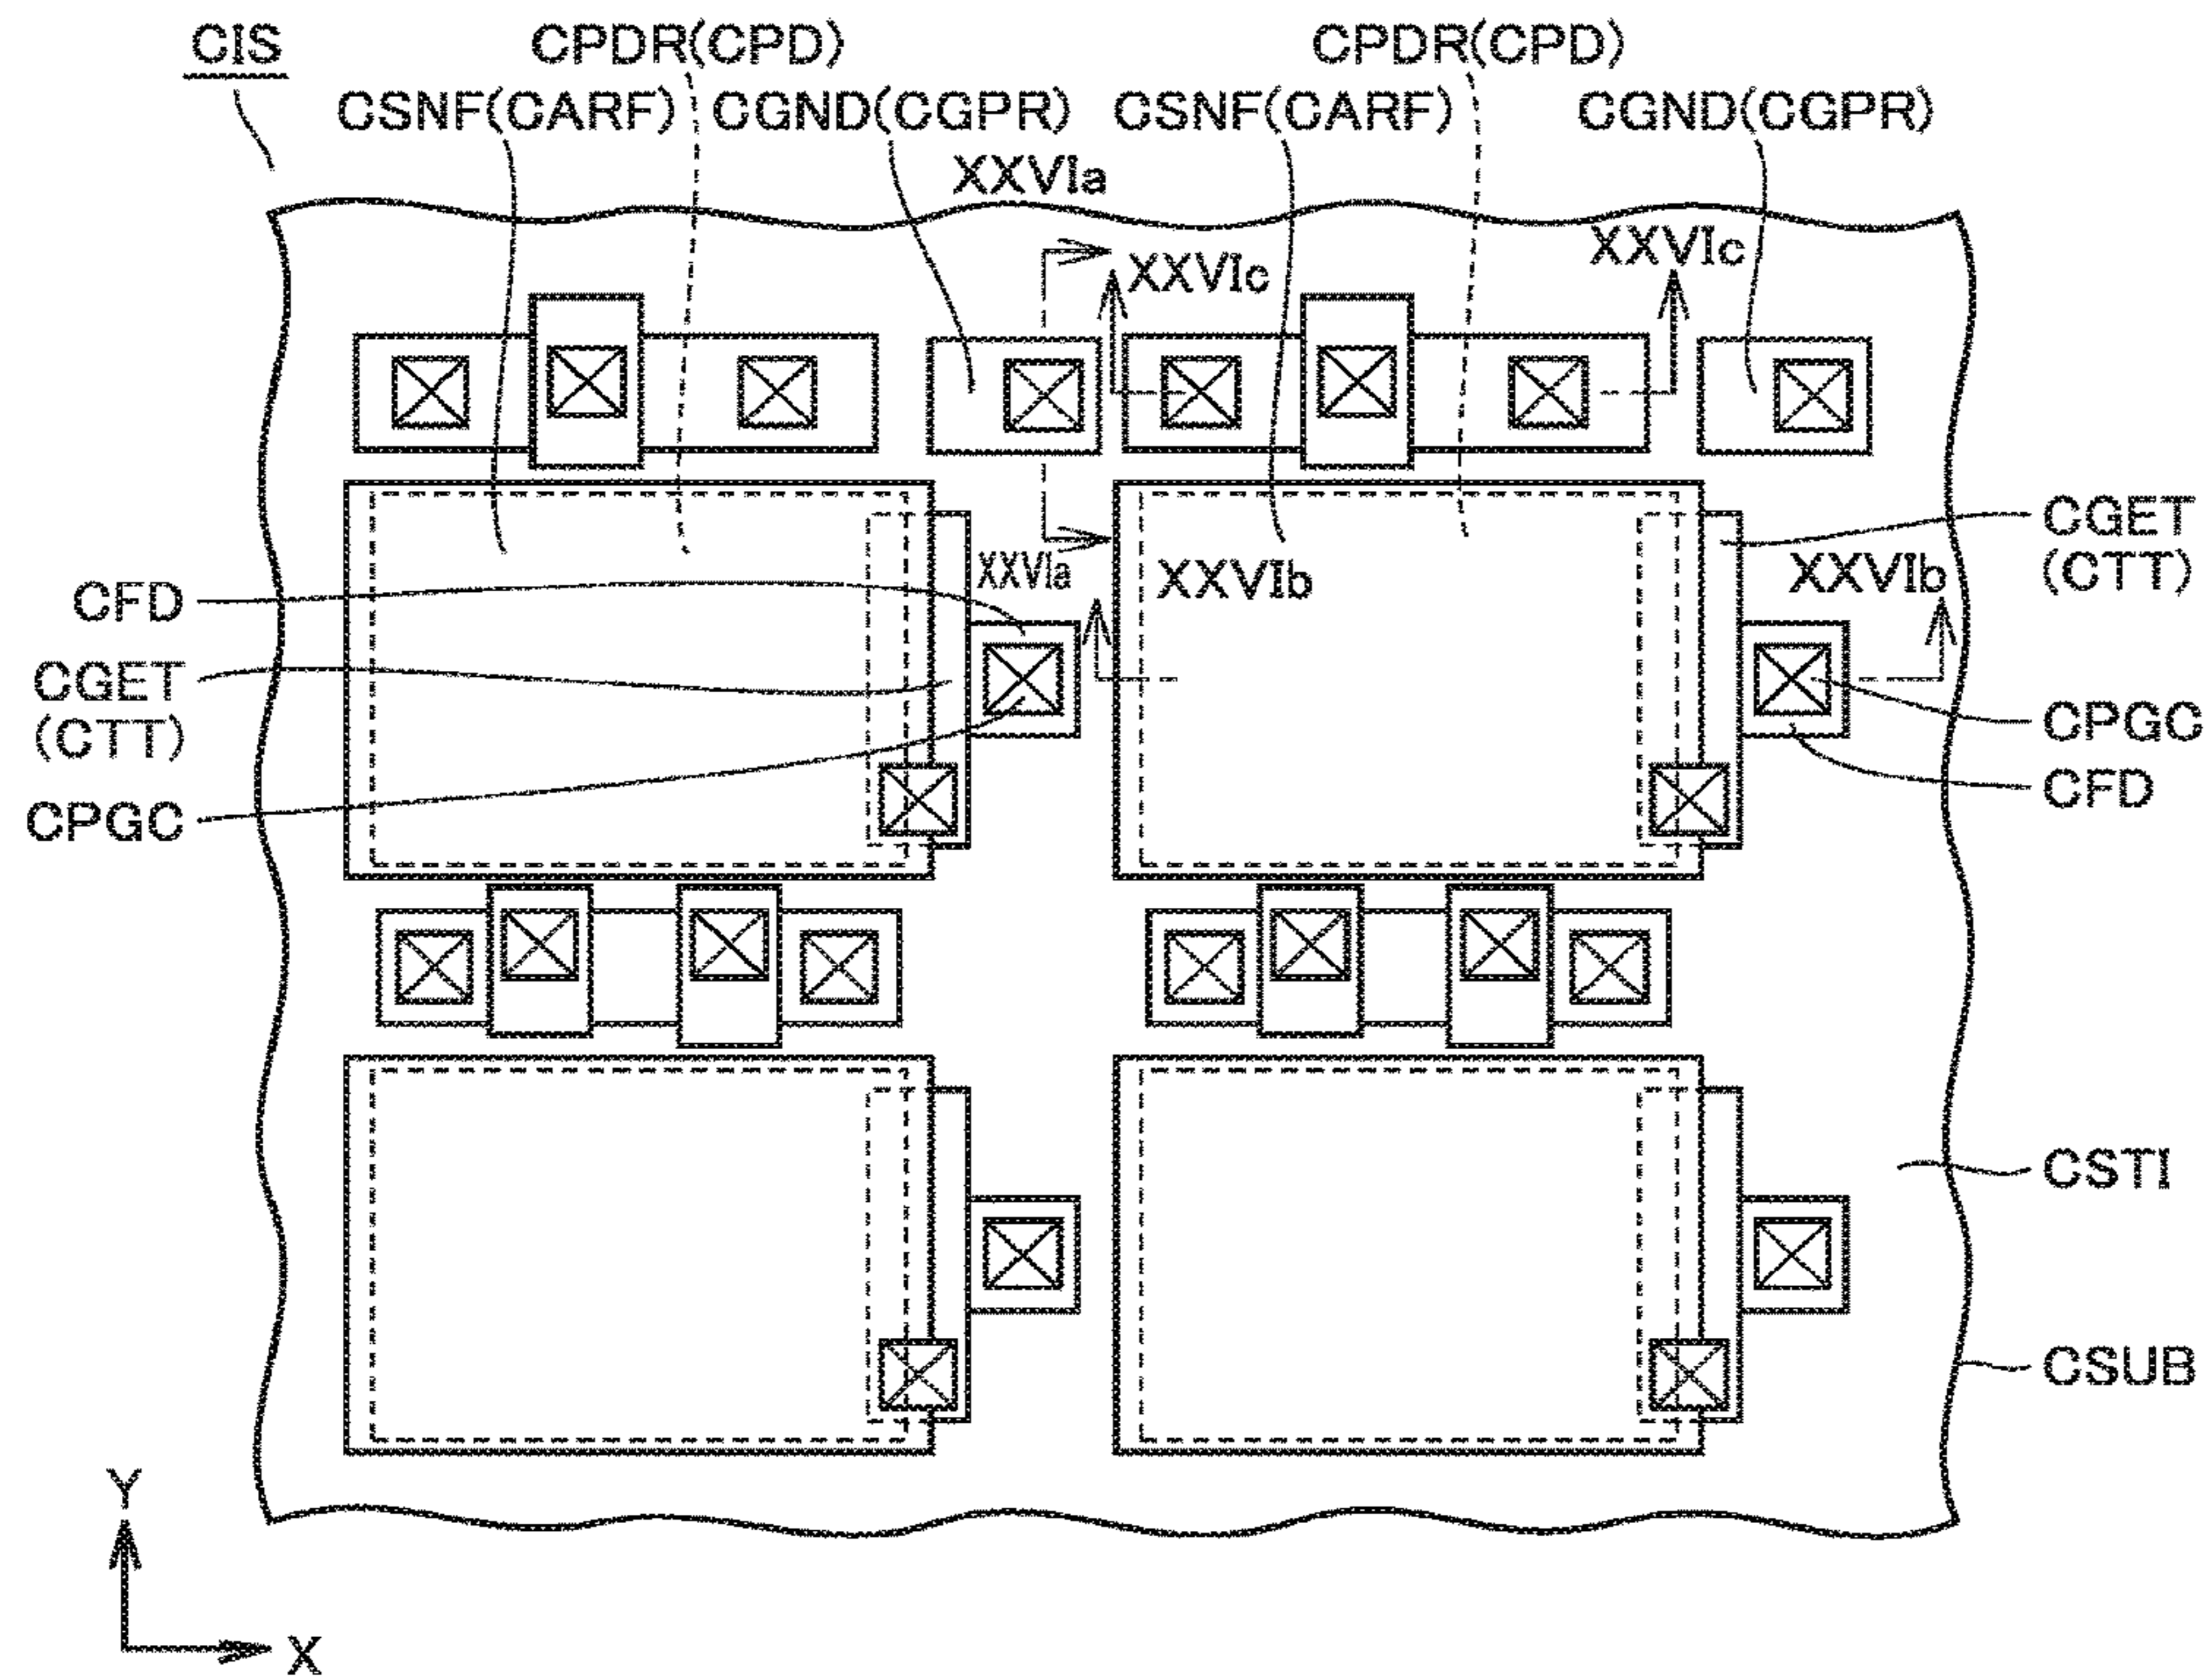 CIS
CPDR(CPD)
CPDR(CPD)
CSNF(CARF)
CGND(CGPR)
CSNF(CARF)
CGND(CGPR)
XXVIa
XXVIc
XXVIc
CGET
(CTT)
XXVIa
XXVIb
XXVIb
CFD
CGET
(CTT)
CPGC
CPGC
CFD
CSTI
CSUB
Y
X